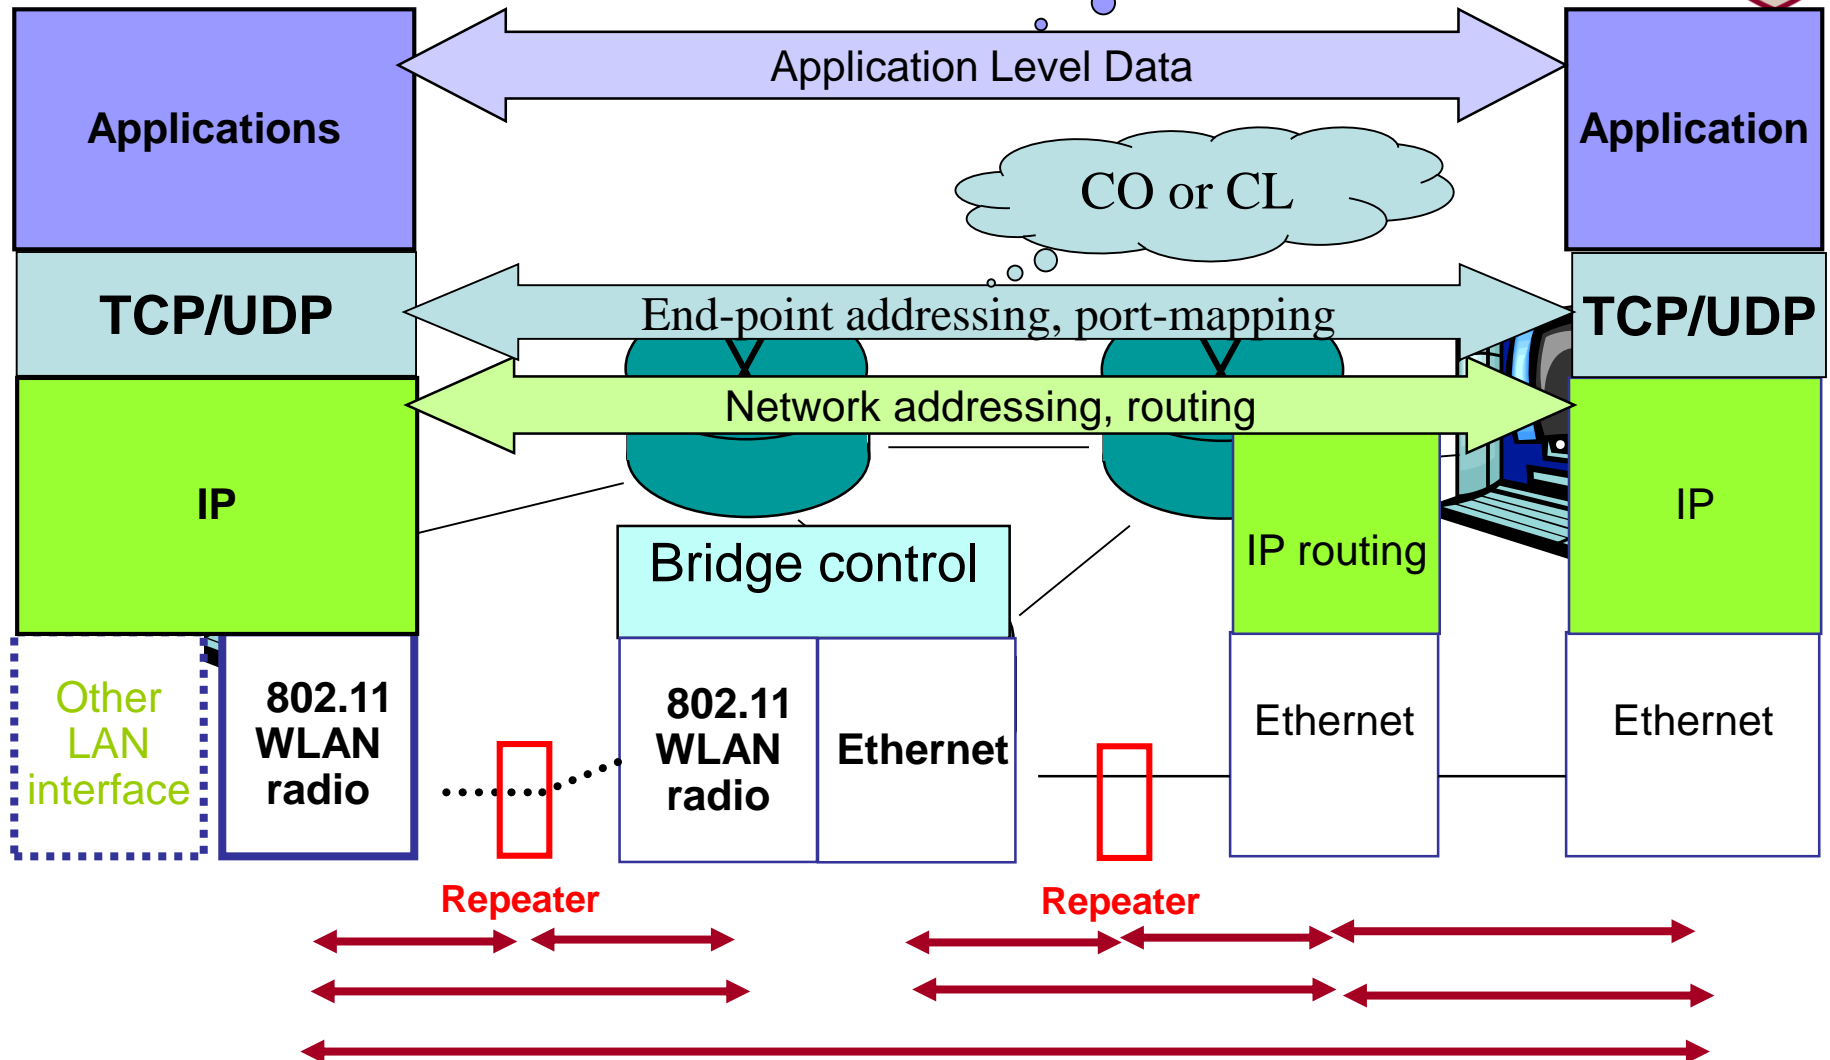 Application Level Data
Applications
Application
CO or CL
TCP/UDP
End-point addressing, port-mapping
TCP/UDP
Network addressing, routing
IP
IP
IP routing
Bridge control
Other
LAN
interface
802.11
WLAN
radio
802.11
WLAN
radio
Ethernet
Ethernet
Ethernet
Repeater
Repeater